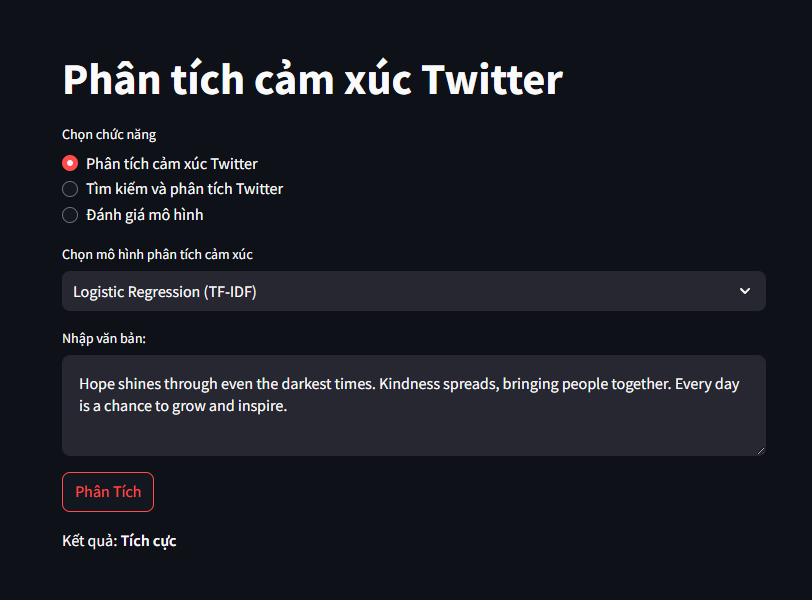 Phân tích cảm xúc Twitter
Chọn chức năng
Phân tích cảm xúc Twitter
Tìm kiếm và phân tích Twitter
Đánh giá mô hình
Chọn mô hình phân tích cảm xúc
Logistic Regression (TF-IDF)
Nhập văn bản:
Hope shines through even the darkest times. Kindness spreads, bringing people together. Every day
is a chance to grow and inspire.
Phân Tích
Kết quả: Tích cực